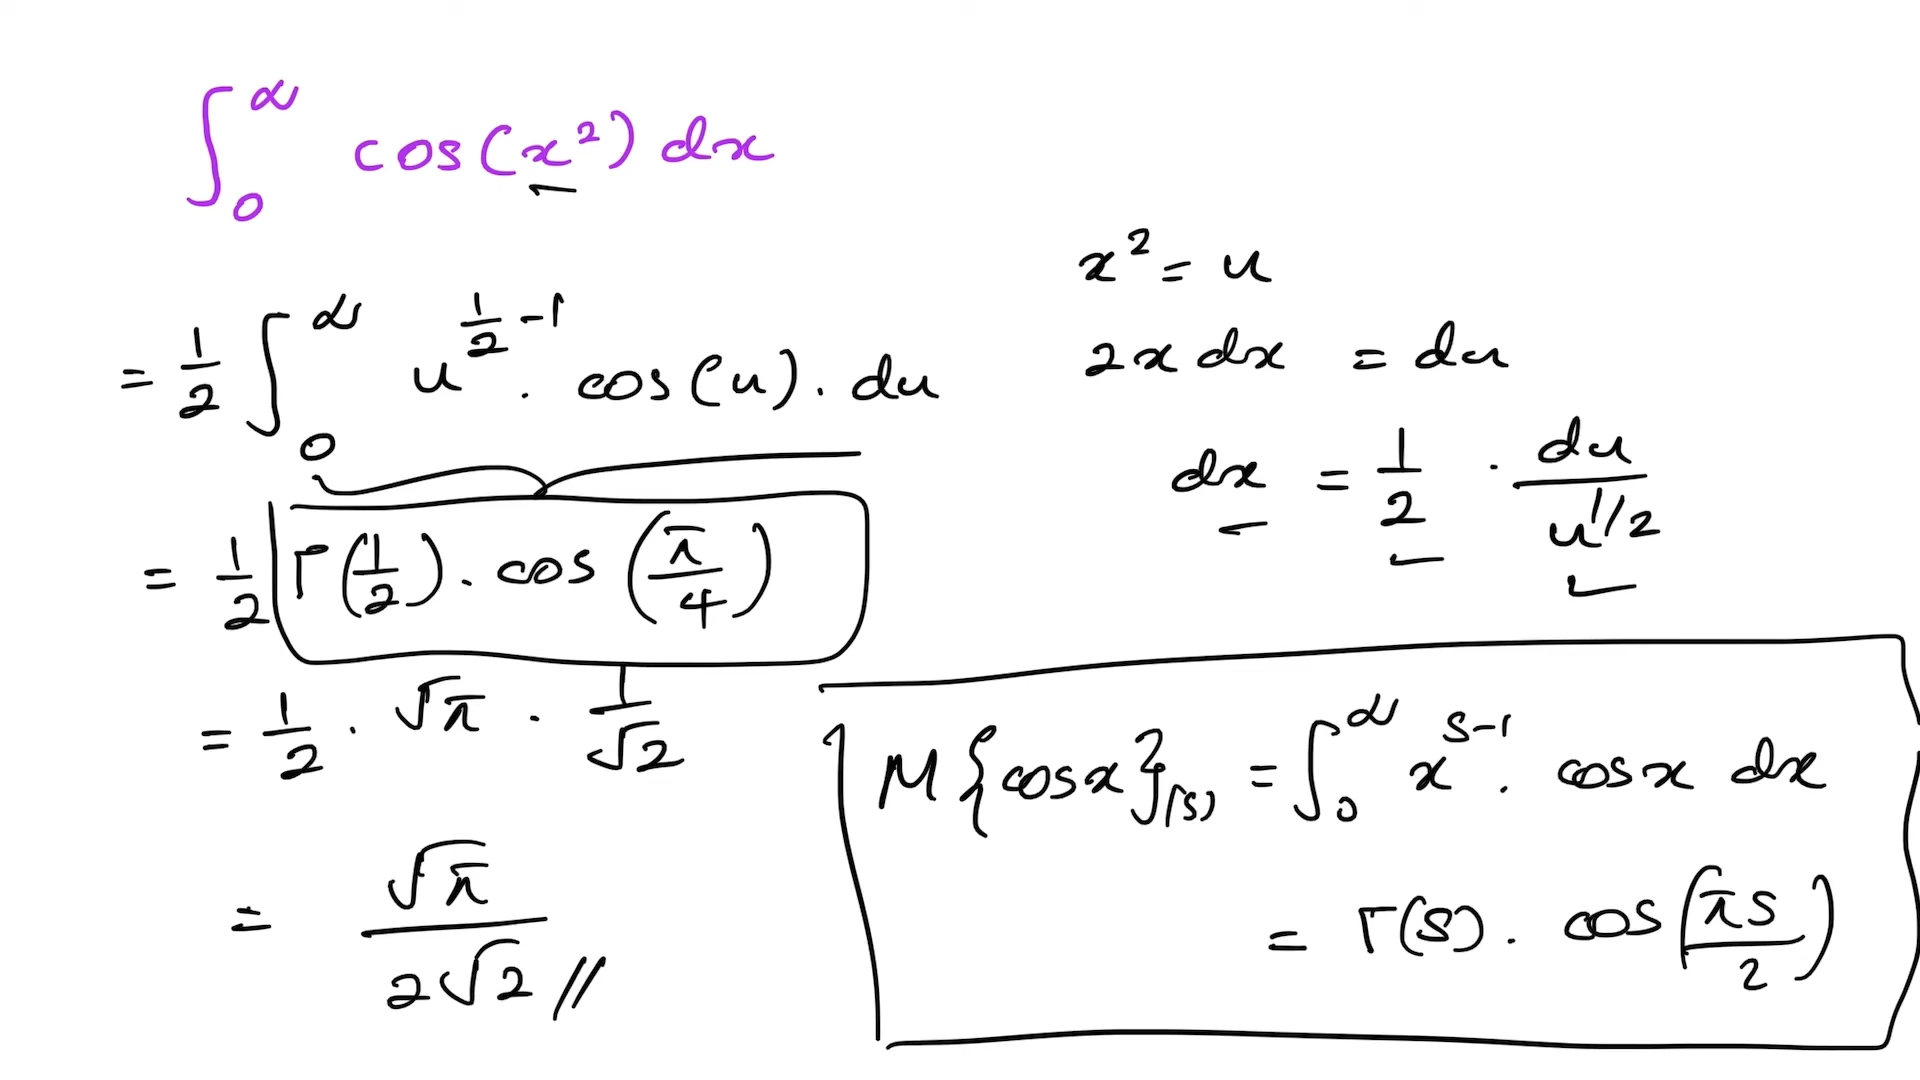 ∫₀^∞ cos(x²) dx
x² = u
= 1/2 ∫₀^∞ u^(1/2 - 1) . cos(u) . du
2x dx = du
dx = 1/2 . du/u^(1/2)
= 1/2 Γ(1/2) . cos(π/4)
= 1/2 . √π . 1/√2
M{cosx}(s) = ∫₀^∞ x^(s-1) . cosx dx
= √π/(2√2) //
= Γ(s) . cos(πs/2)